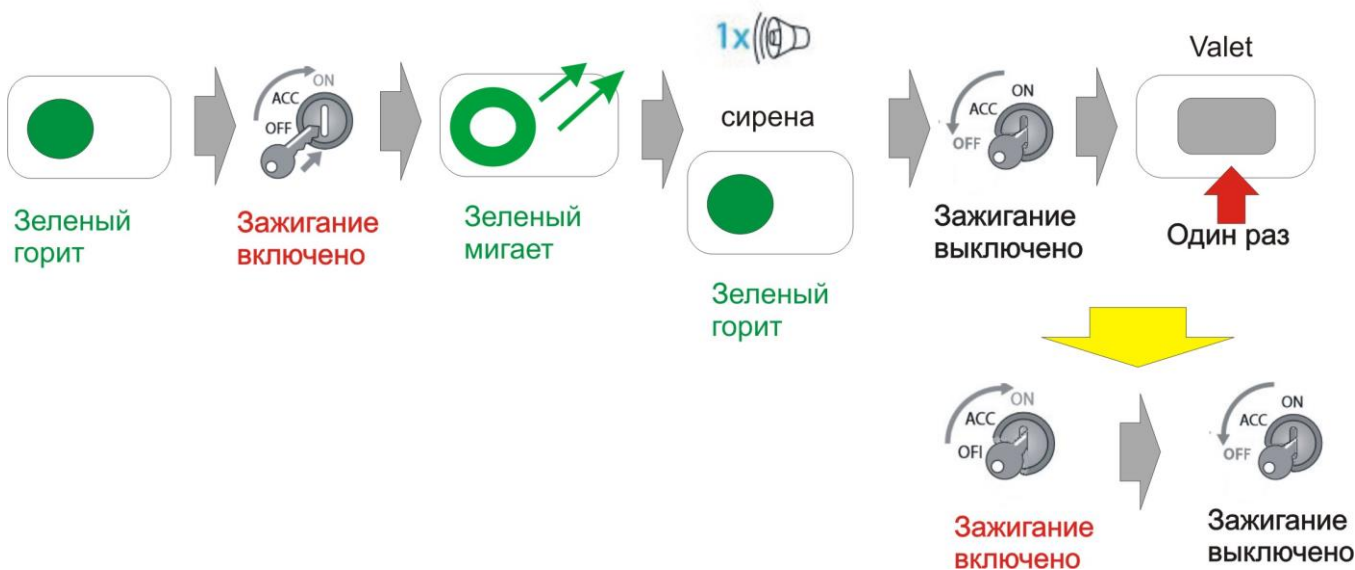 1x
Valet
сирена
ON
ACC
OFF
ON
ACC
OFF
Один раз
Зеленый
горит
Зажигание
включено
Зеленый
мигает
Зеленый
горит
Зажигание
выключено
ON
ACC
OFI
ON
ACC
OFF
Зажигание
включено
Зажигание
выключено